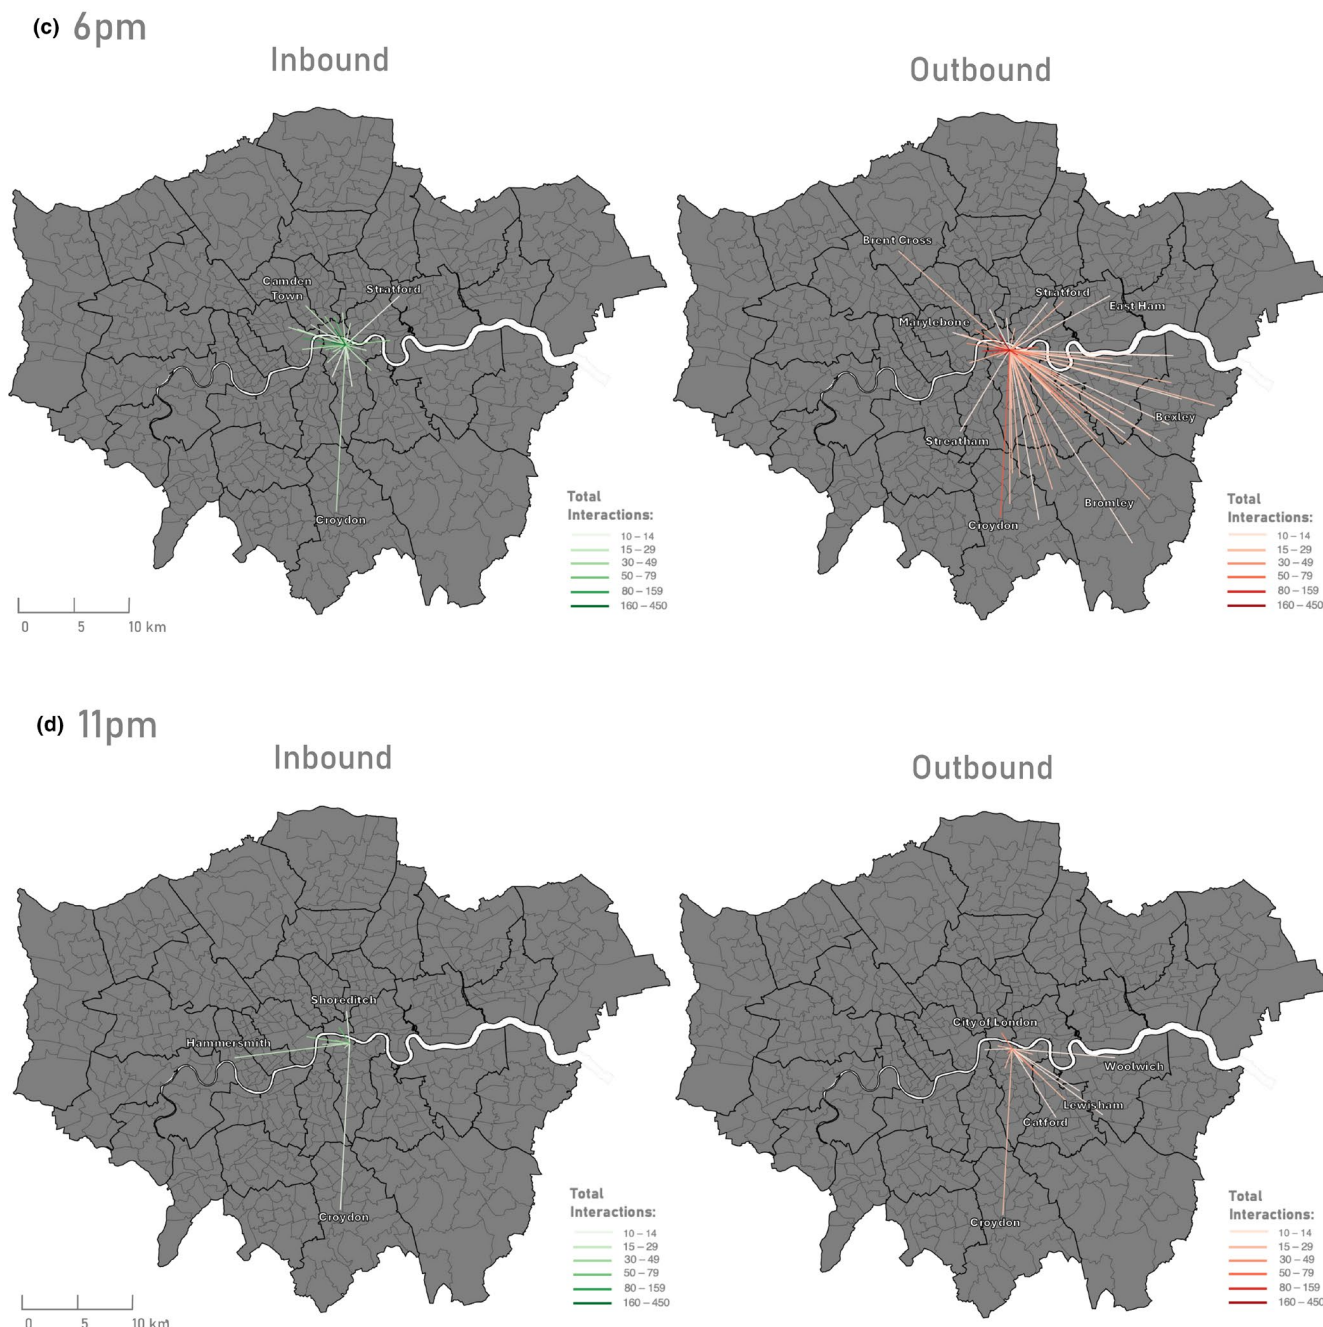 (c) 6pm
Inbound
Outbound
Camden
Town
Stratford
Croydon
Total
Interactions:
10 – 14
15 – 29
30 – 49
50 – 79
80 – 159
160 – 450
0 5 10 km
Brent Cross
Stratford
East Ham
Marylebone
Bexley
Streatham
Bromley
Croydon
Total
Interactions:
10 – 14
15 – 29
30 – 49
50 – 79
80 – 159
160 – 450
(d) 11pm
Inbound
Outbound
Shoreditch
Hammersmith
Croydon
Total
Interactions:
10 – 14
15 – 29
30 – 49
50 – 79
80 – 159
160 – 450
0 5 10 km
City of London
Woolwich
Lewisham
Catford
Croydon
Total
Interactions:
10 – 14
15 – 29
30 – 49
50 – 79
80 – 159
160 – 450